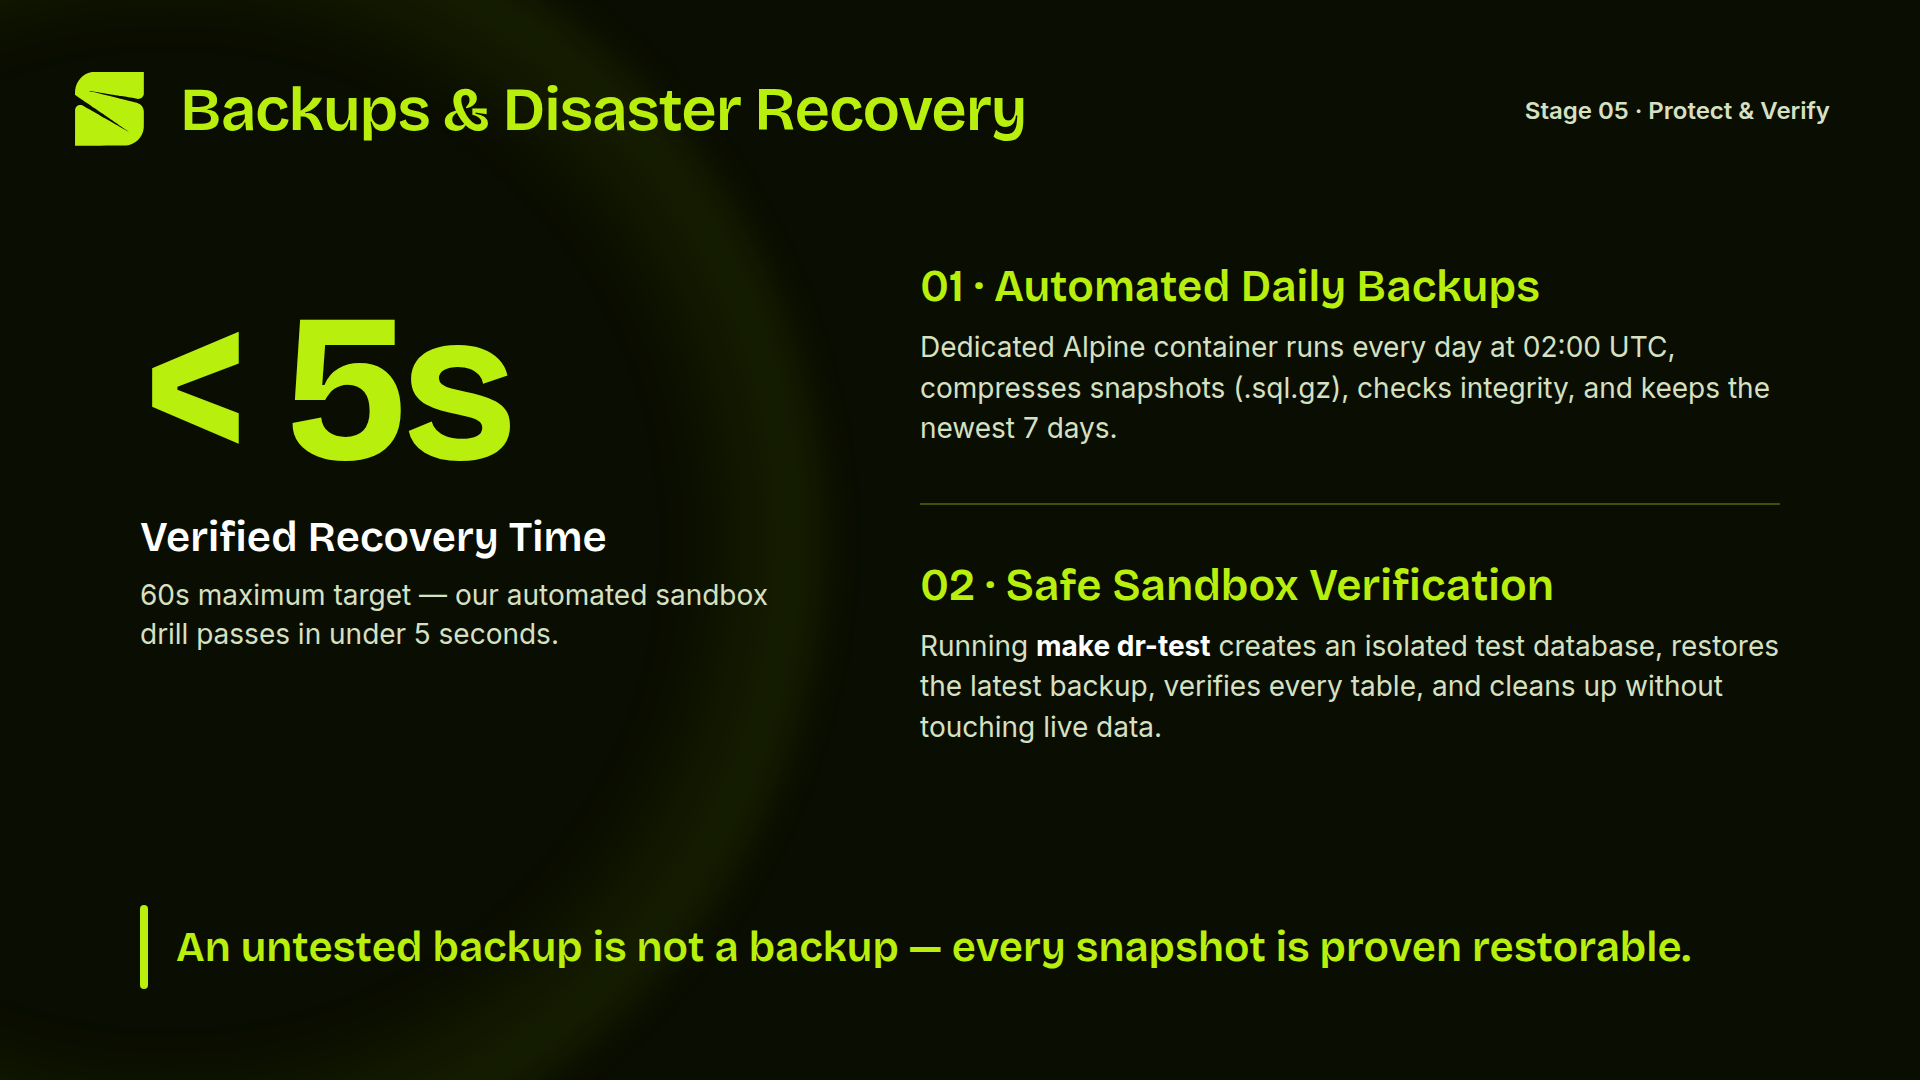 Backups & Disaster Recovery
Stage 05 · Protect & Verify
< 5s
Verified Recovery Time
60s maximum target — our automated sandbox
drill passes in under 5 seconds.
01 · Automated Daily Backups
Dedicated Alpine container runs every day at 02:00 UTC,
compresses snapshots (.sql.gz), checks integrity, and keeps the
newest 7 days.
02 · Safe Sandbox Verification
Running make dr-test creates an isolated test database, restores
the latest backup, verifies every table, and cleans up without
touching live data.
An untested backup is not a backup — every snapshot is proven restorable.